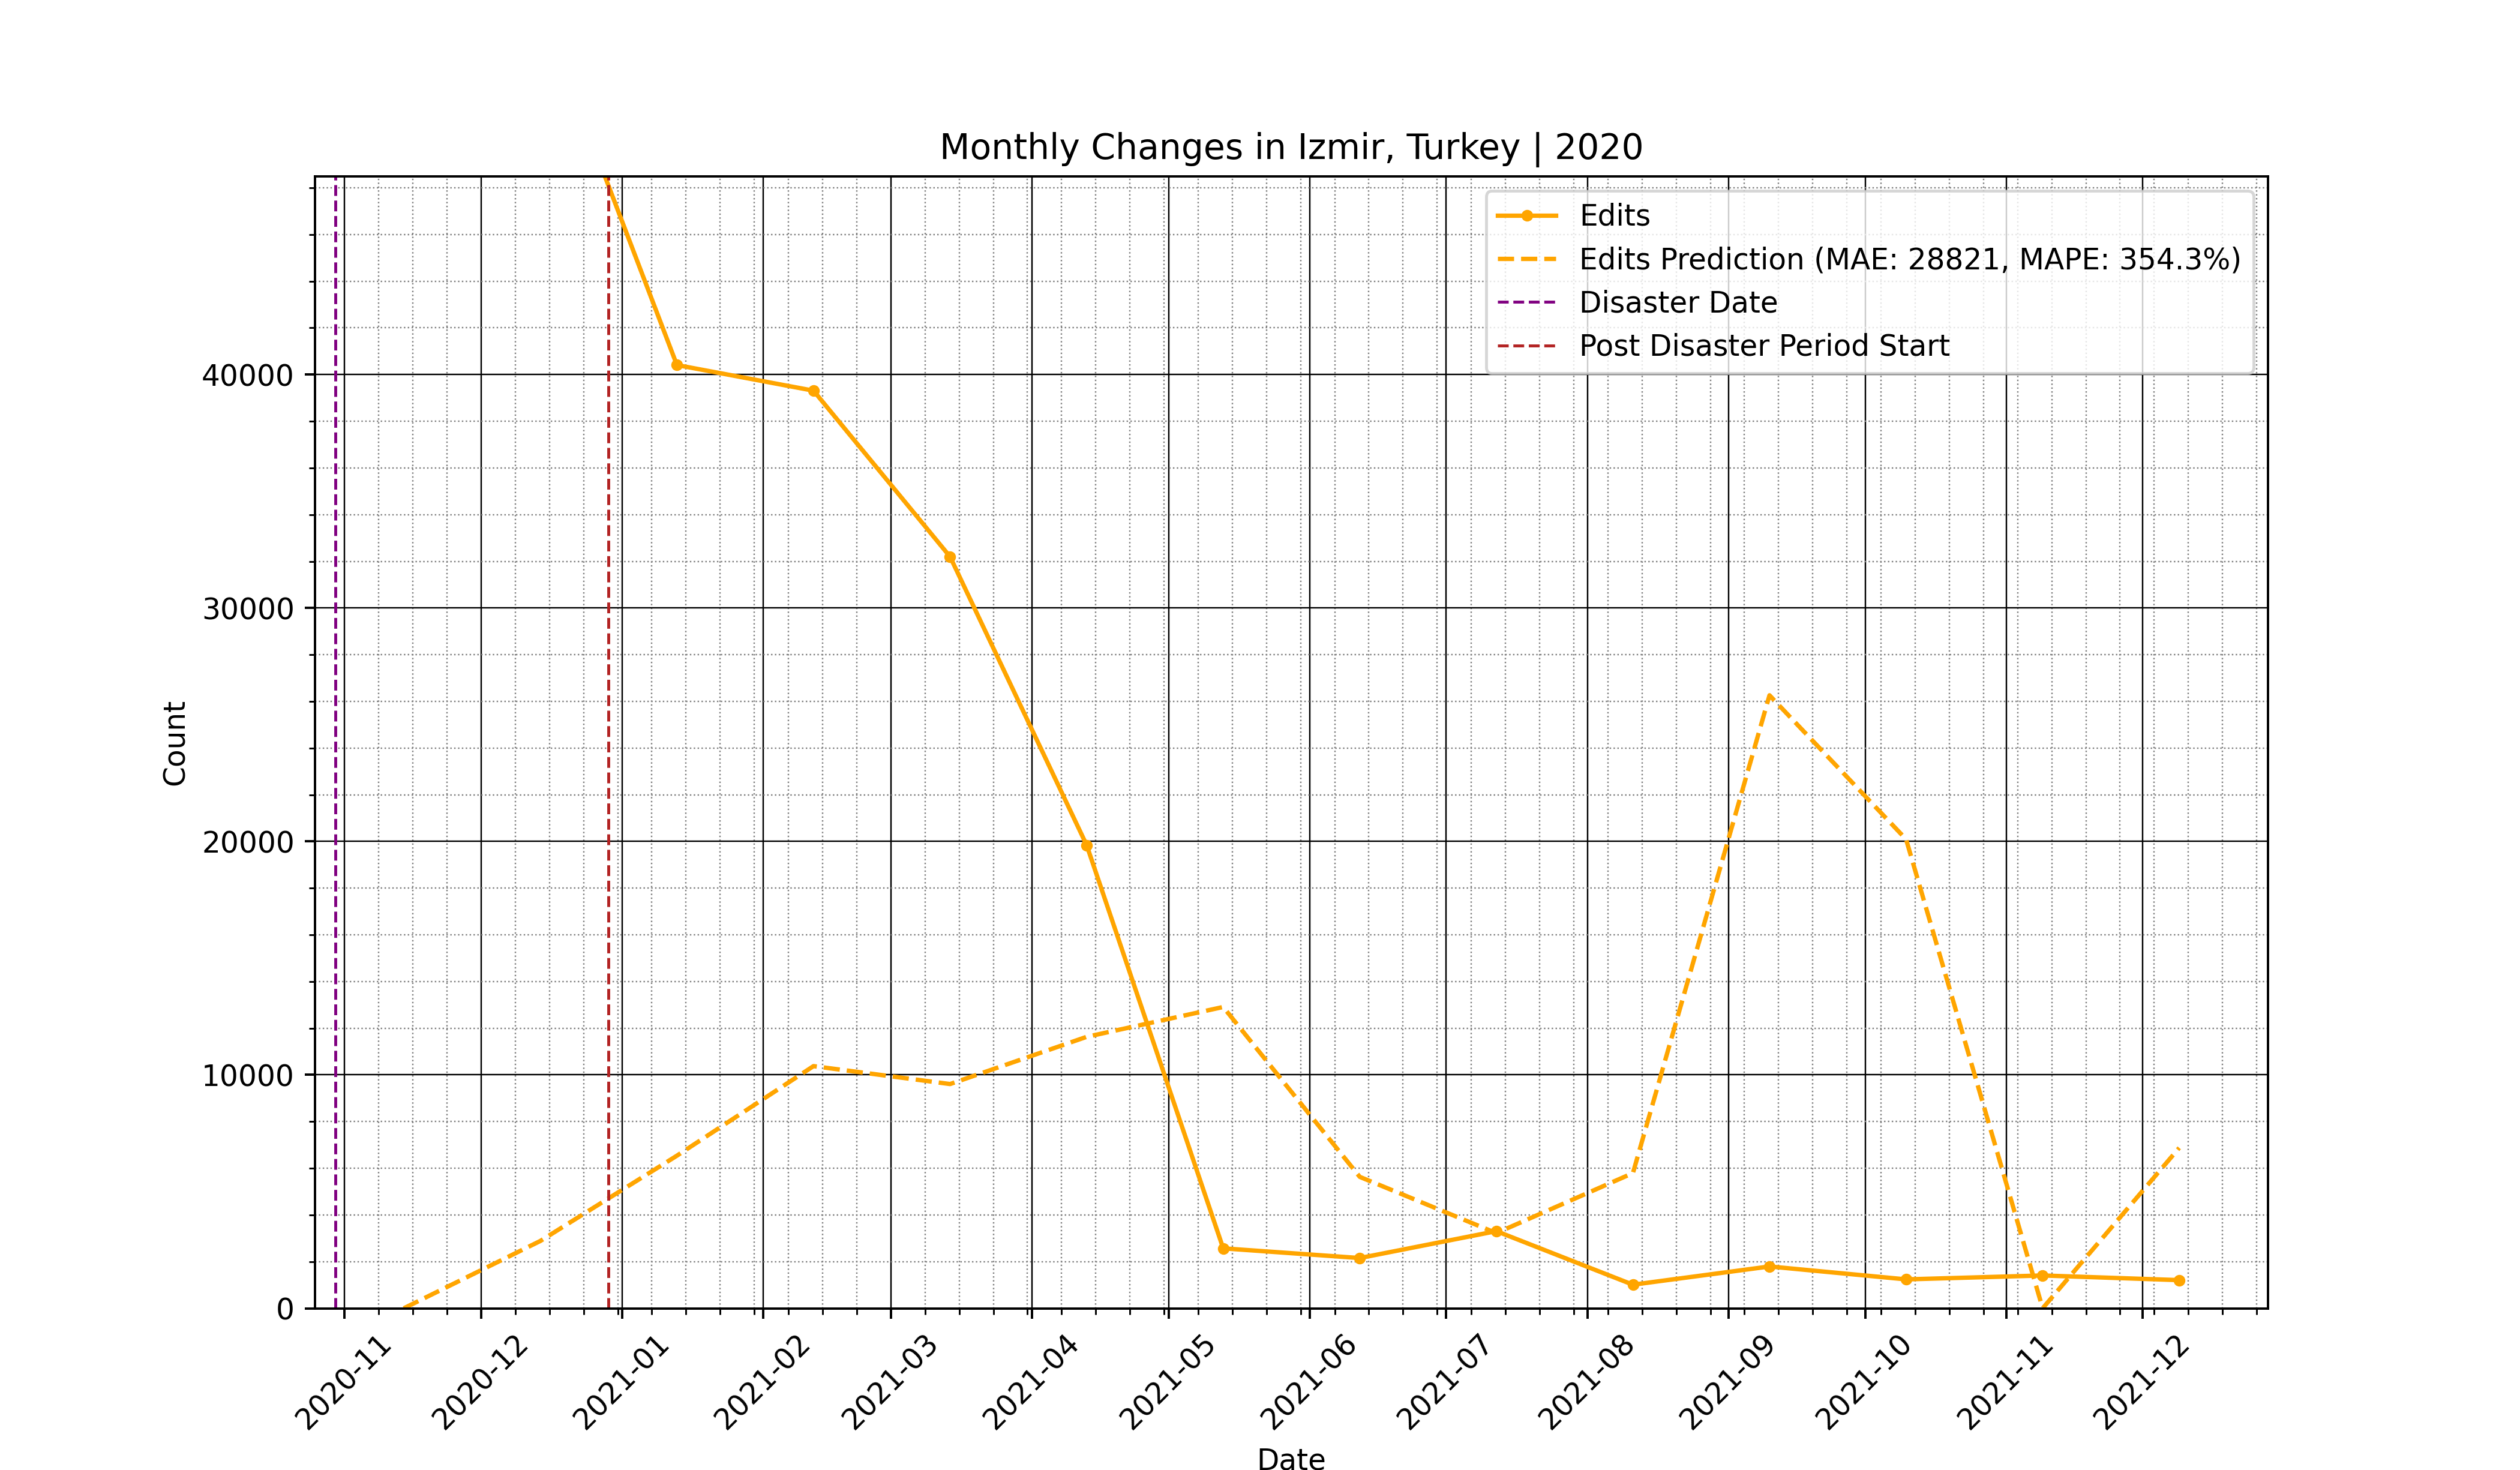 Monthly Changes in Izmir, Turkey | 2020
Edits
Edits Prediction (MAE: 28821, MAPE: 354.3%)
Disaster Date
Post Disaster Period Start
40000
30000
20000
10000
0
Count
2020-11
2020-12
2021-01
2021-02
2021-03
2021-04
2021-05
2021-06
2021-07
2021-08
2021-09
2021-10
2021-11
2021-12
Date